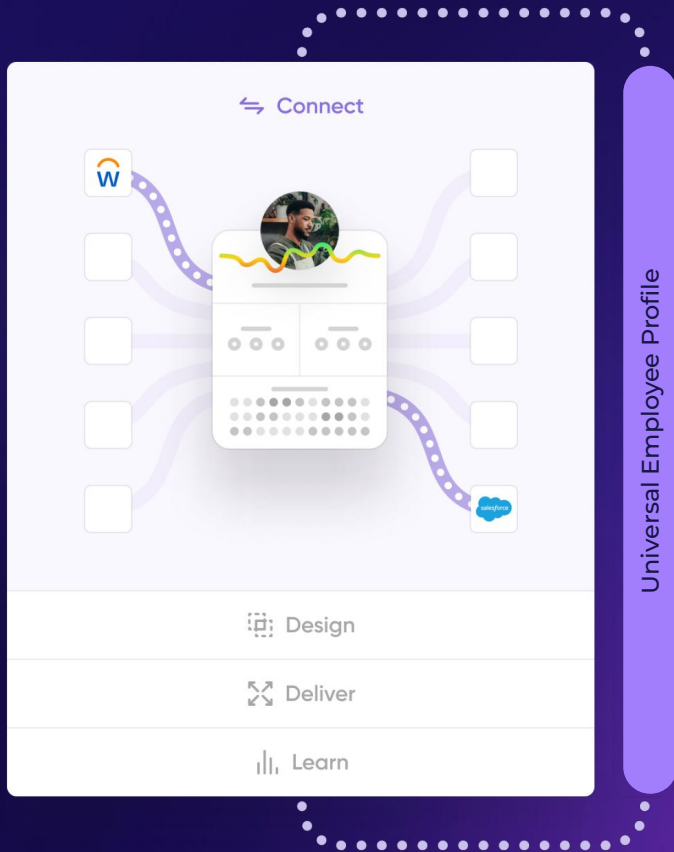 Connect
W
salesforce
Design
Deliver
Learn
Universal Employee Profile